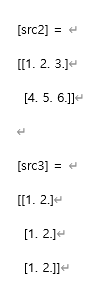 [src2] = ↵
[[1. 2. 3.]↵
[4. 5. 6.]]↵
↵
[src3] = ↵
[[1. 2.]↵
[1. 2.]↵
[1. 2.]]↵